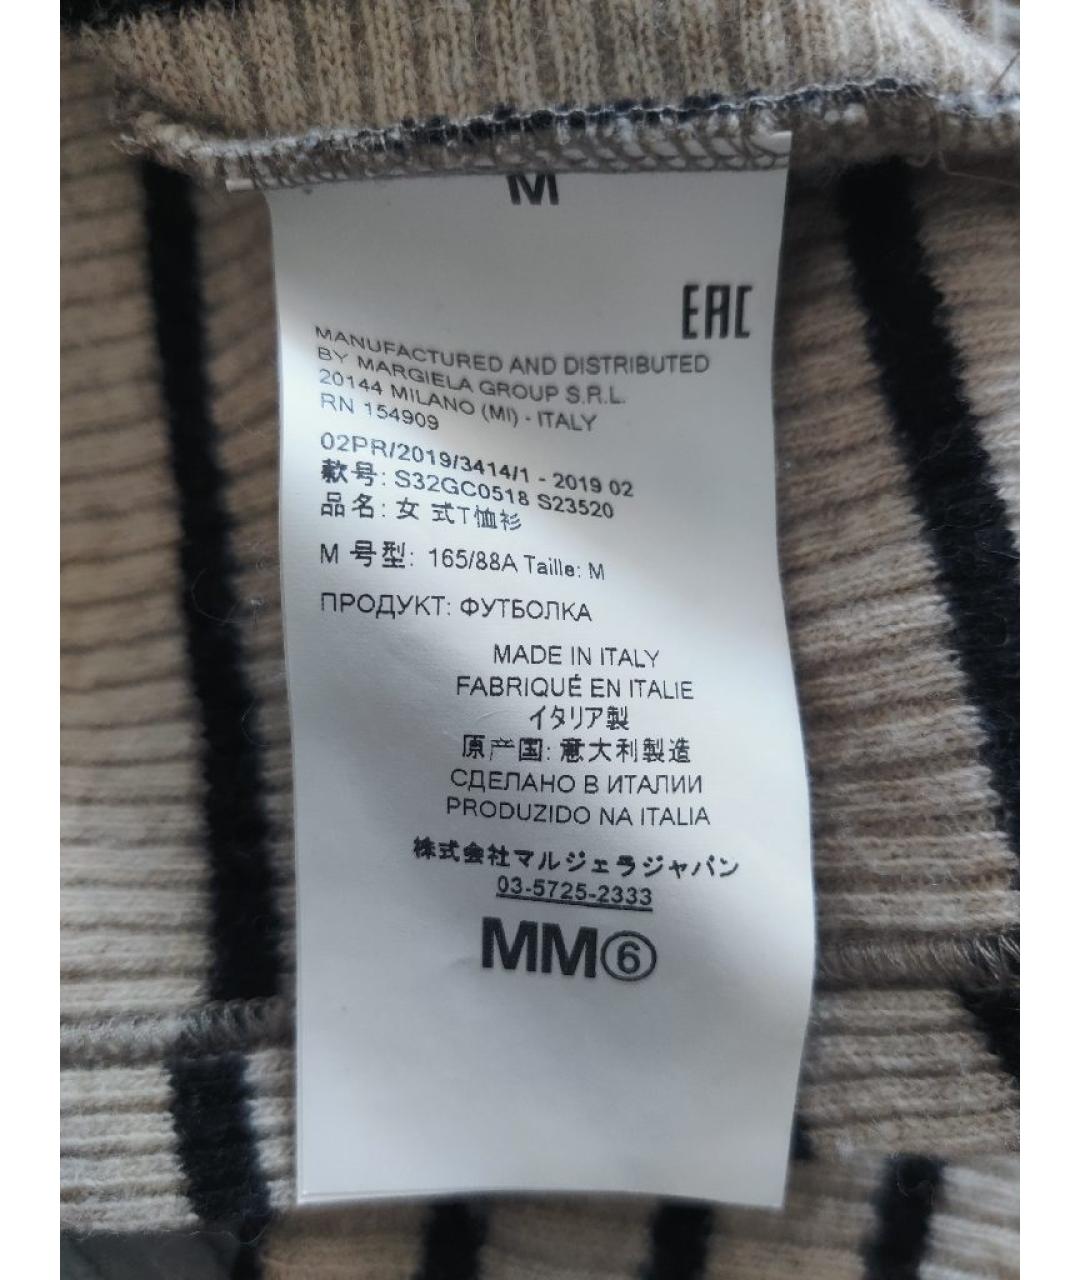 M
EAC
MANUFACTURED AND DISTRIBUTED
BY MARGIELA GROUP S.R.L.
20144 MILANO (MI) - ITALY
RN 154909
02PR/2019/3414/1 - 2019 02
款号: S32GC0518 S23520
品名: 女 式T恤衫
M 号型: 165/88A Taille: M
ПРОДУКТ: ФУТБОЛКА
MADE IN ITALY
FABRIQUÉ EN ITALIE
イタリア製
原产国: 意大利製造
СДЕЛАНО В ИТАЛИИ
PRODUZIDO NA ITALIA
株式会社マルジェラジャパン
03-5725-2333
MM⑥